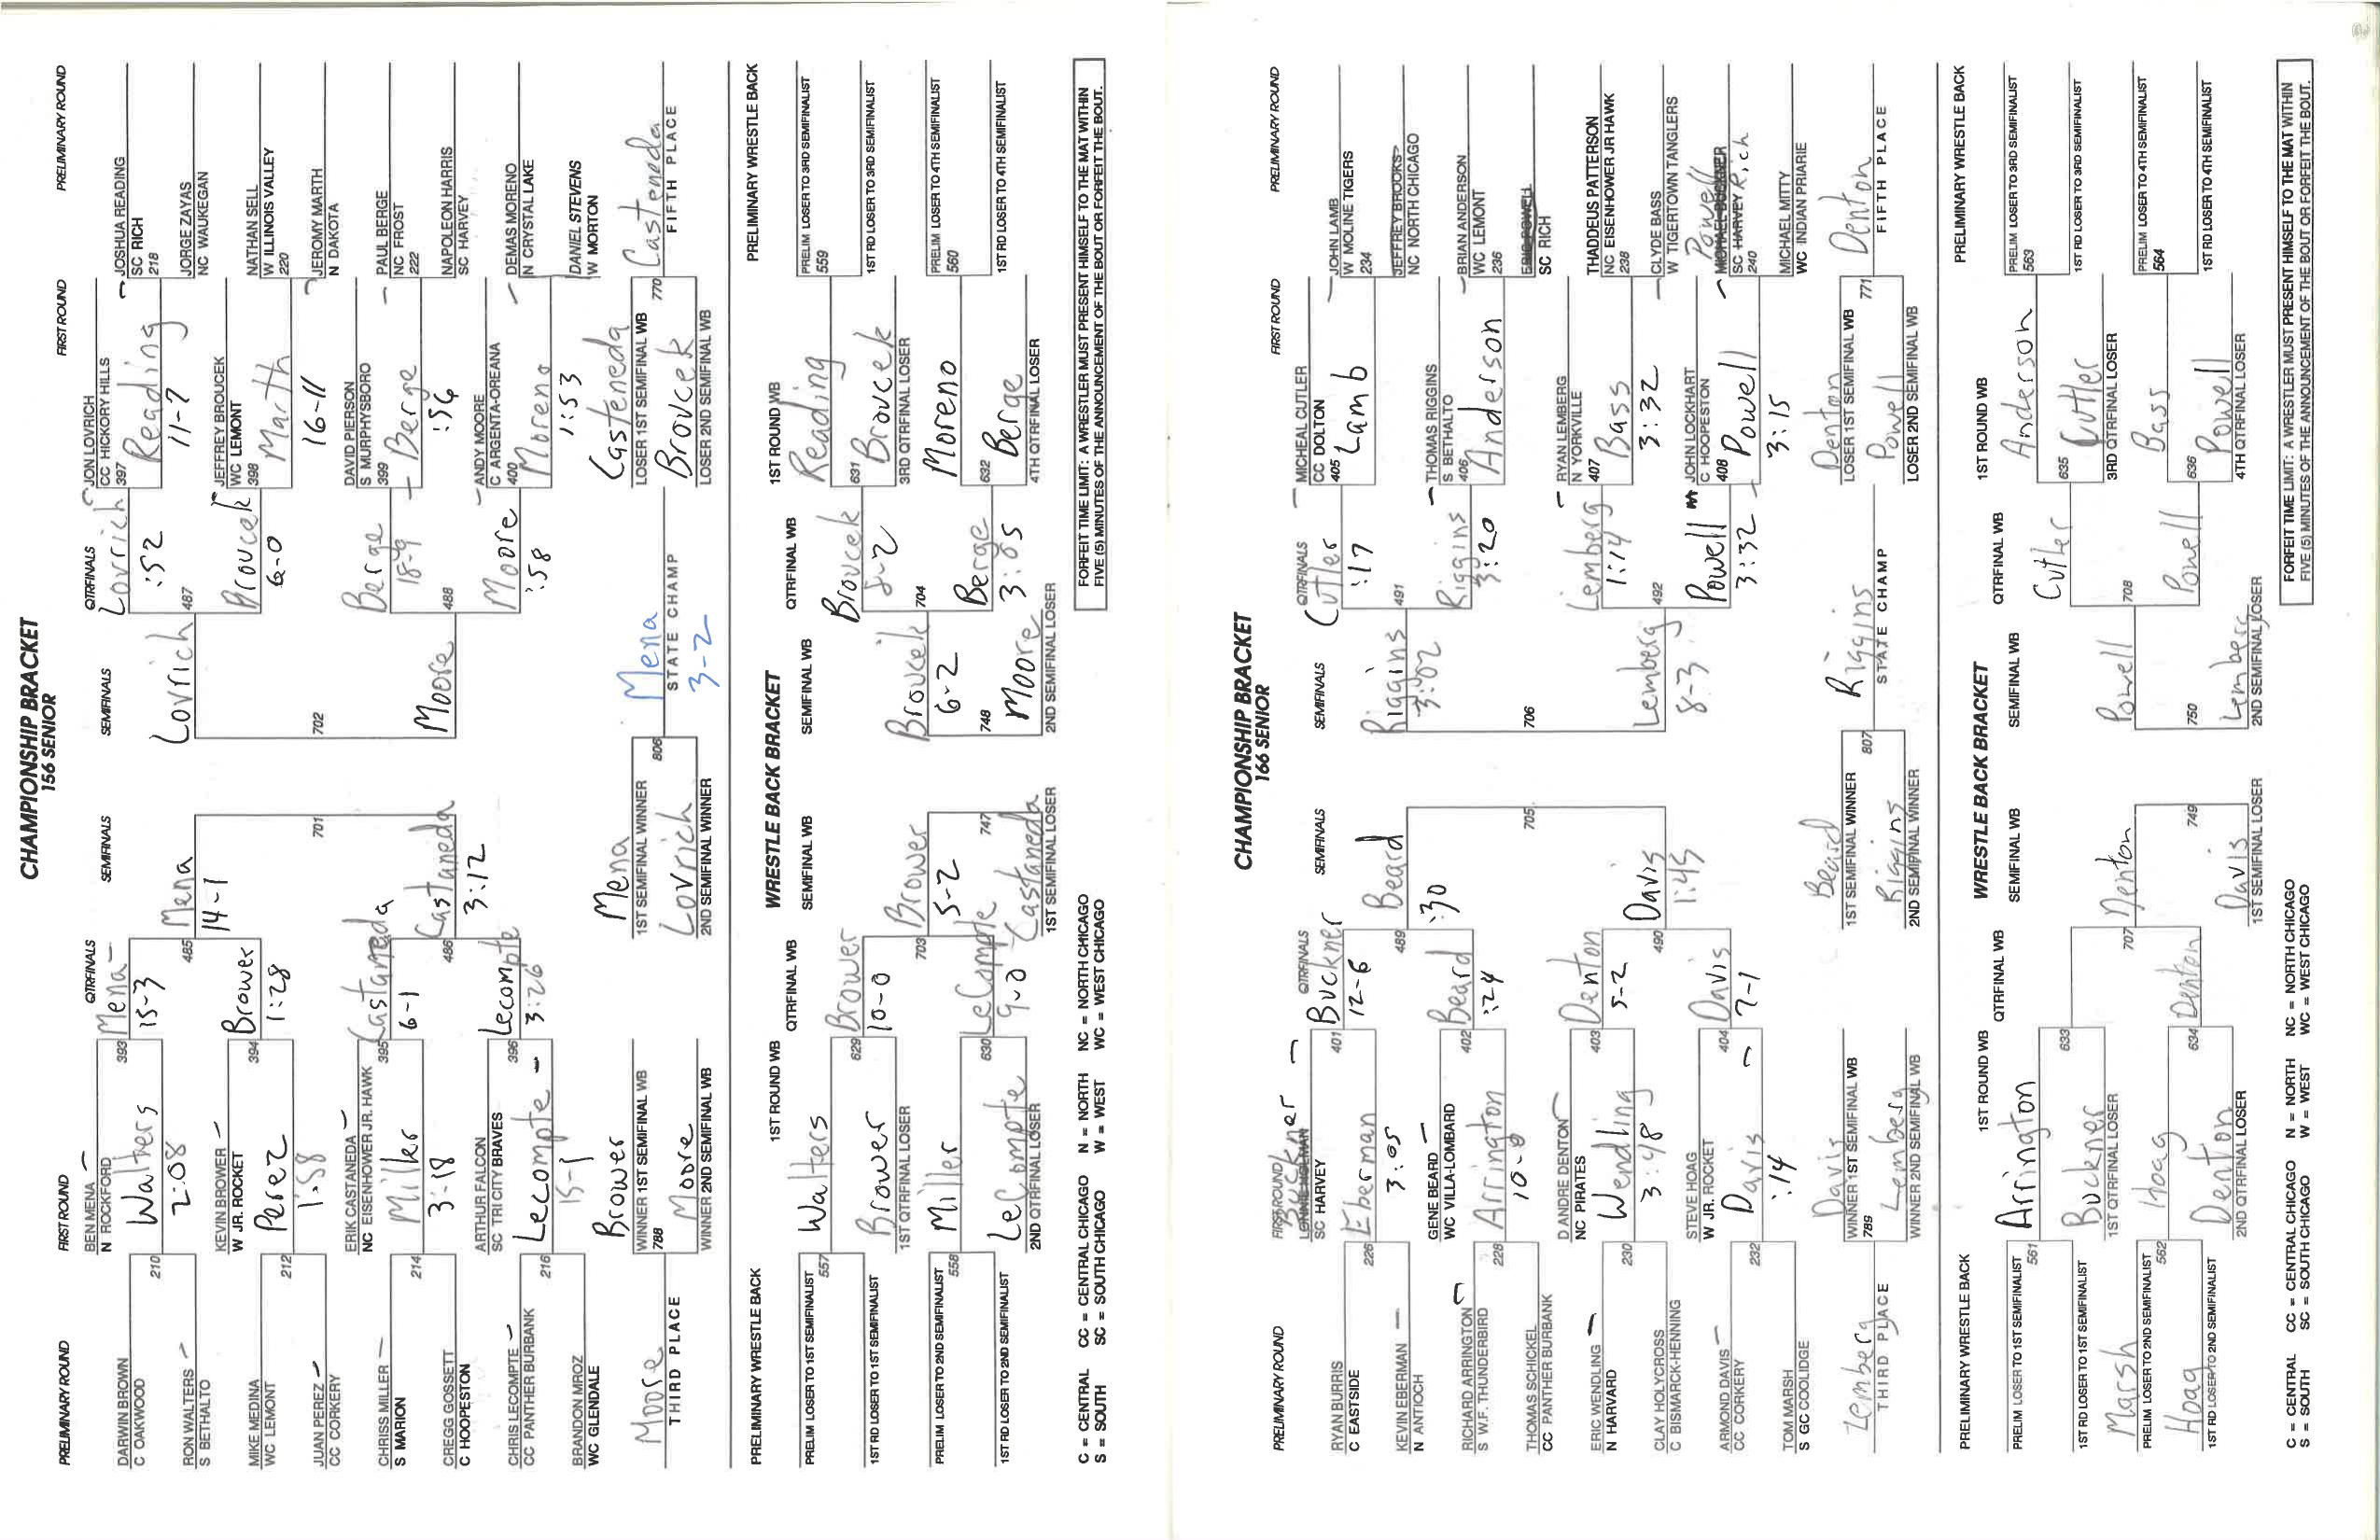 CHAMPIONSHIP BRACKET
156 SENIOR
PRELIMINARY ROUND
FIRST ROUND
QTRFINALS
SEMIFINALS
SEMIFINALS
QTRFINALS
FIRST ROUND
PRELIMINARY ROUND
DARWIN BROWN
C OAKWOOD
210
RON WALTERS
S BETHALTO
MIKE MEDINA
WC LEMONT
212
JUAN PEREZ
CC CORKERY
CHRISS MILLER
S MARION
214
CREGG GOSSETT
C HOOPESTON
CHRIS LECOMPTE
CC PANTHER BURBANK
216
BRANDON MROZ
WC GLENDALE
Moore
THIRD PLACE
BEN MENA
N ROCKFORD
393
Walters
2:08
KEVIN BROWER
W JR. ROCKET
394
Perez
1:58
ERIK CASTANEDA
NC EISENHOWER JR. HAWK
395
Miller
3:18
ARTHUR FALCON
SC TRI CITY BRAVES
396
Lecompte
15-1
Brower
WINNER 1ST SEMIFINAL WB
788
Moore
WINNER 2ND SEMIFINAL WB
Mena
15-3
485
Brower
1:28
Castaneda
6-1
486
Lecompte
3:26
Mena
14-1
701
Castaneda
3:12
Mena
1ST SEMIFINAL WINNER
806
Lovrich
2ND SEMIFINAL WINNER
Mena
STATE CHAMP
3-2
Lovrich
702
Moore
Lovrich
:52
487
Broucek
6-0
Berge
18-9
488
Moore
:58
JON LOVRICH
CC HICKORY HILLS
397
Reading
11-7
JEFFREY BROUCEK
WC LEMONT
398
Marth
16-11
DAVID PIERSON
S MURPHYSBORO
399
Berge
:56
ANDY MOORE
C ARGENTA-OREANA
400
Moreno
1:53
Casteneda
LOSER 1ST SEMIFINAL WB
770
Brovcek
LOSER 2ND SEMIFINAL WB
JOSHUA READING
SC RICH
218
JORGE ZAYAS
NC WAUKEGAN
NATHAN SELL
W ILLINOIS VALLEY
220
JEROMY MARTH
N DAKOTA
PAUL BERGE
NC FROST
222
NAPOLEON HARRIS
SC HARVEY
DEMAS MORENO
N CRYSTAL LAKE
DANIEL STEVENS
W MORTON
Casteneda
FIFTH PLACE
WRESTLE BACK BRACKET
PRELIMINARY WRESTLE BACK
1ST ROUND WB
QTRFINAL WB
SEMIFINAL WB
SEMIFINAL WB
QTRFINAL WB
1ST ROUND WB
PRELIMINARY WRESTLE BACK
PRELIM LOSER TO 1ST SEMIFINALIST
557
1ST RD LOSER TO 1ST SEMIFINALIST
PRELIM LOSER TO 2ND SEMIFINALIST
558
1ST RD LOSER TO 2ND SEMIFINALIST
Walters
629
Brower
1ST QTRFINAL LOSER
Miller
630
LeCompte
2ND QTRFINAL LOSER
Brower
10-0
703
LeCompte
9-0
Brower
5-2
747
Castaneda
1ST SEMIFINAL LOSER
Broucek
6-2
748
Moore
2ND SEMIFINAL LOSER
Broucek
8-2
704
Berge
3:05
Reading
631
Brovcek
3RD QTRFINAL LOSER
Moreno
632
Berge
4TH QTRFINAL LOSER
PRELIM LOSER TO 3RD SEMIFINALIST
559
1ST RD LOSER TO 3RD SEMIFINALIST
PRELIM LOSER TO 4TH SEMIFINALIST
560
1ST RD LOSER TO 4TH SEMIFINALIST
C = CENTRAL CC = CENTRAL CHICAGO N = NORTH NC = NORTH CHICAGO
S = SOUTH SC = SOUTH CHICAGO W = WEST WC = WEST CHICAGO
FORFEIT TIME LIMIT: A WRESTLER MUST PRESENT HIMSELF TO THE MAT WITHIN
FIVE (5) MINUTES OF THE ANNOUNCEMENT OF THE BOUT OR FORFEIT THE BOUT.
CHAMPIONSHIP BRACKET
166 SENIOR
PRELIMINARY ROUND
FIRST ROUND
QTRFINALS
SEMIFINALS
SEMIFINALS
QTRFINALS
FIRST ROUND
PRELIMINARY ROUND
RYAN BURRIS
C EASTSIDE
226
KEVIN EBERMAN
N ANTIOCH
RICHARD ARRINGTON
S W.F. THUNDERBIRD
228
THOMAS SCHICKEL
CC PANTHER BURBANK
ERIC WENDLING
N HARVARD
230
CLAY HOLYCROSS
C BISMARCK-HENNING
ARMOND DAVIS
CC CORKERY
232
TOM MARSH
S GC COOLIDGE
Lemberg
THIRD PLACE
Buckner
SC HARVEY
401
Eberman
3:05
GENE BEARD
WC VILLA-LOMBARD
402
Arrington
10-0
D ANDRE DENTON
NC PIRATES
403
Wendling
3:48
STEVE HOAG
W JR. ROCKET
404
Davis
:14
Davis
WINNER 1ST SEMIFINAL WB
789
Lemberg
WINNER 2ND SEMIFINAL WB
Buckner
12-6
489
Beard
:24
Denton
5-2
490
Davis
7-1
Beard
:30
705
Davis
1:45
Beard
1ST SEMIFINAL WINNER
807
Riggins
2ND SEMIFINAL WINNER
Riggins
STATE CHAMP
Riggins
3:02
706
Lemberg
8-3
Cutler
:17
491
Riggins
3:20
Lemberg
1:14
492
Powell
3:32
MICHEAL CUTLER
CC DOLTON
405
Lamb
THOMAS RIGGINS
S BETHALTO
406
Anderson
RYAN LEMBERG
N YORKVILLE
407
Bass
3:32
JOHN LOCKHART
C HOOPESTON
408
Powell
3:15
Denton
LOSER 1ST SEMIFINAL WB
771
Powell
LOSER 2ND SEMIFINAL WB
JOHN LAMB
W MOLINE TIGERS
234
JEFFREY BROOKS
NC NORTH CHICAGO
BRIAN ANDERSON
WC LEMONT
236
ERIC POWELL
SC RICH
THADDEUS PATTERSON
NC EISENHOWER JR HAWK
238
CLYDE BASS
W TIGERTOWN TANGLERS
Powell
MICHAEL BUCKNER
SC HARVEY Rich
240
MICHAEL MITTY
WC INDIAN PRIARIE
Denton
FIFTH PLACE
WRESTLE BACK BRACKET
PRELIMINARY WRESTLE BACK
1ST ROUND WB
QTRFINAL WB
SEMIFINAL WB
SEMIFINAL WB
QTRFINAL WB
1ST ROUND WB
PRELIMINARY WRESTLE BACK
PRELIM LOSER TO 1ST SEMIFINALIST
561
1ST RD LOSER TO 1ST SEMIFINALIST
Marsh
PRELIM LOSER TO 2ND SEMIFINALIST
562
Hoag
1ST RD LOSER TO 2ND SEMIFINALIST
Arrington
633
Buckner
1ST QTRFINAL LOSER
Hoag
634
Denton
2ND QTRFINAL LOSER
707
Denton
Denton
749
Davis
1ST SEMIFINAL LOSER
Powell
750
Lemberg
2ND SEMIFINAL LOSER
Cutler
708
Powell
Anderson
635
Cutler
3RD QTRFINAL LOSER
Bass
636
Powell
4TH QTRFINAL LOSER
PRELIM LOSER TO 3RD SEMIFINALIST
563
1ST RD LOSER TO 3RD SEMIFINALIST
PRELIM LOSER TO 4TH SEMIFINALIST
564
1ST RD LOSER TO 4TH SEMIFINALIST
C = CENTRAL CC = CENTRAL CHICAGO N = NORTH NC = NORTH CHICAGO
S = SOUTH SC = SOUTH CHICAGO W = WEST WC = WEST CHICAGO
FORFEIT TIME LIMIT: A WRESTLER MUST PRESENT HIMSELF TO THE MAT WITHIN
FIVE (5) MINUTES OF THE ANNOUNCEMENT OF THE BOUT OR FORFEIT THE BOUT.